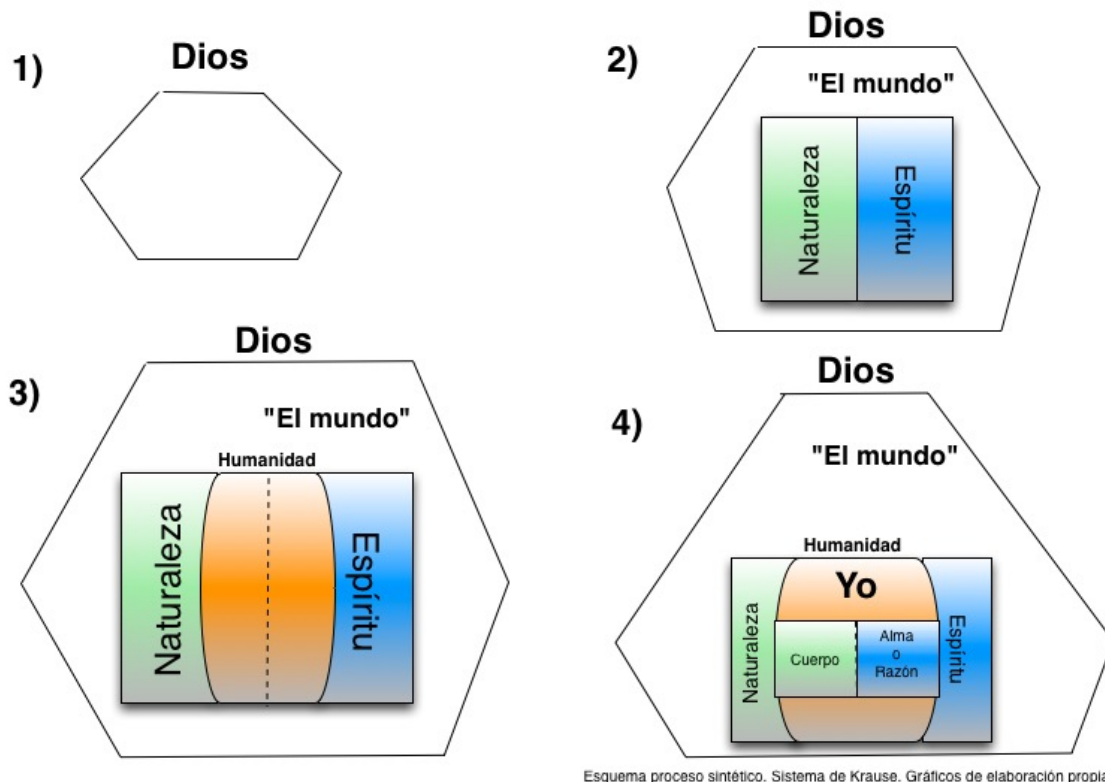 1)
Dios
2)
Dios
"El mundo"
Naturaleza
Espíritu
3)
Dios
"El mundo"
Humanidad
Naturaleza
Espíritu
4)
Dios
"El mundo"
Humanidad
Yo
Naturaleza
Cuerpo
Alma
o
Razón
Espíritu
Esquema proceso sintético. Sistema de Krause. Gráficos de elaboración propia